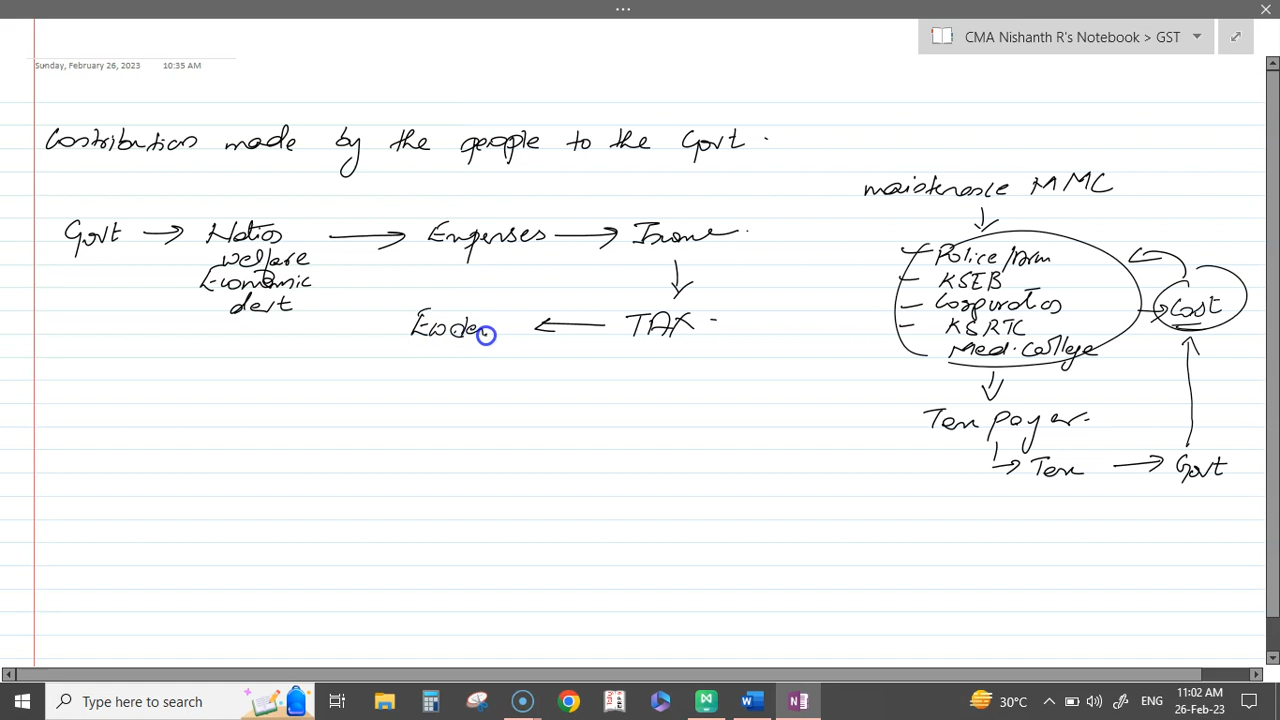 ...
CMA Nishanth R's Notebook > GST
Sunday, February 26, 2023 10:35 AM
Contribution made by the people to the Govt.
maintenance MMC
Govt → Nation → Expenses → Income.
welfare
Economic
devt
Police/Arm
KSEB
Corporation → Cost
KSRTC
Med. College
← TAX -
Tax payer.
→ Tax → Govt
Type here to search
30°C
ENG
11:02 AM
26-Feb-23